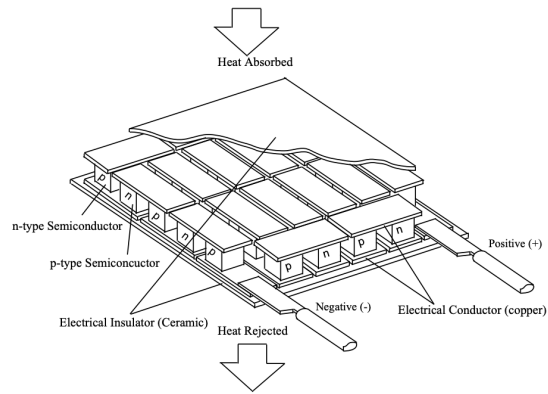 Heat Absorbed
p
n
p
n
p
p
n
p
n
n-type Semiconductor
p-type Semiconcuctor
Positive (+)
Electrical Insulator (Ceramic)
Negative (-)
Electrical Conductor (copper)
Heat Rejected